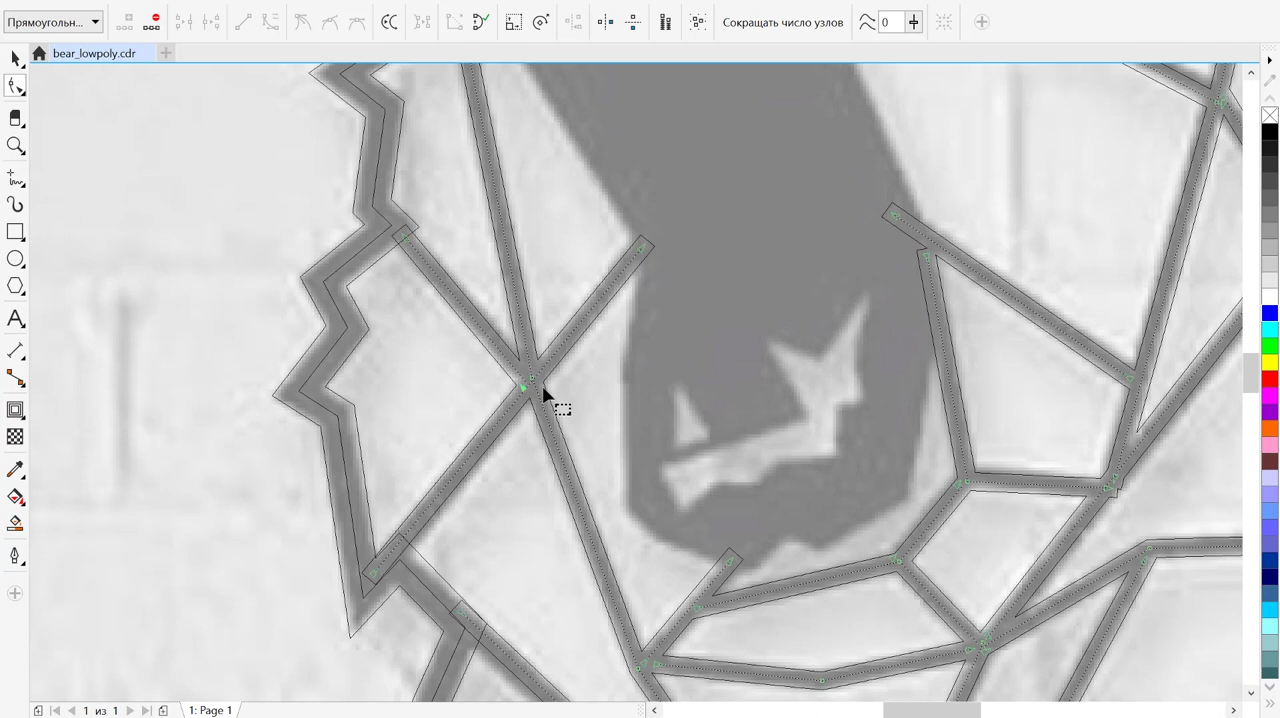 Прямоугольн...
Сокращать число узлов
0
bear_lowpoly.cdr
A
1 из 1
1: Page 1